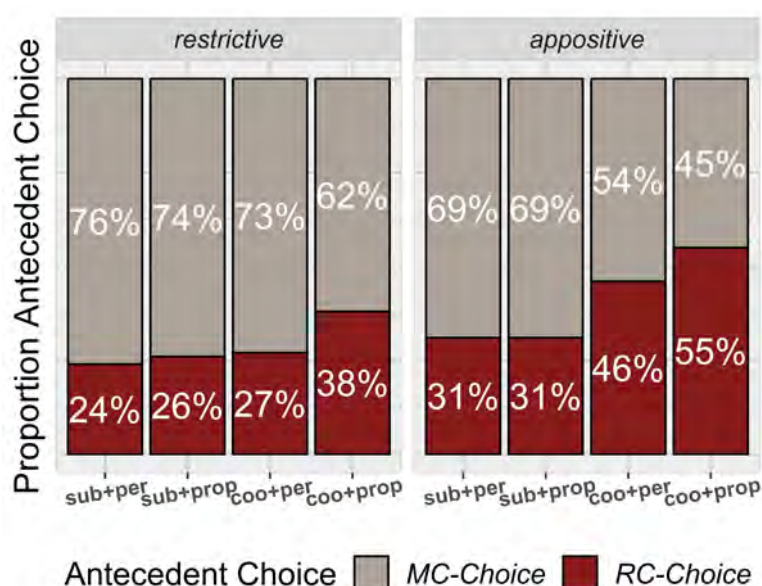 restrictive appositive
Proportion Antecedent Choice
76% 74% 73% 62% 69% 69% 54% 45%
24% 26% 27% 38% 31% 31% 46% 55%
sub+per sub+prop coo+per coo+prop sub+per sub+prop coo+per coo+prop
Antecedent Choice MC-Choice RC-Choice